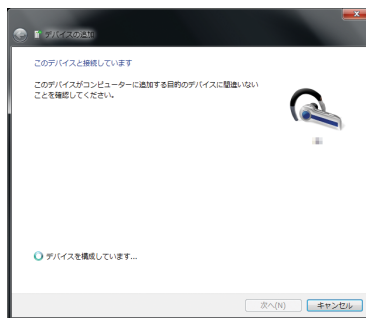 デバイスの追加
このデバイスと接続しています
このデバイスがコンピューターに追加する目的のデバイスに間違いない
ことを確認してください。
デバイスを構成しています...
次へ(N)
キャンセル